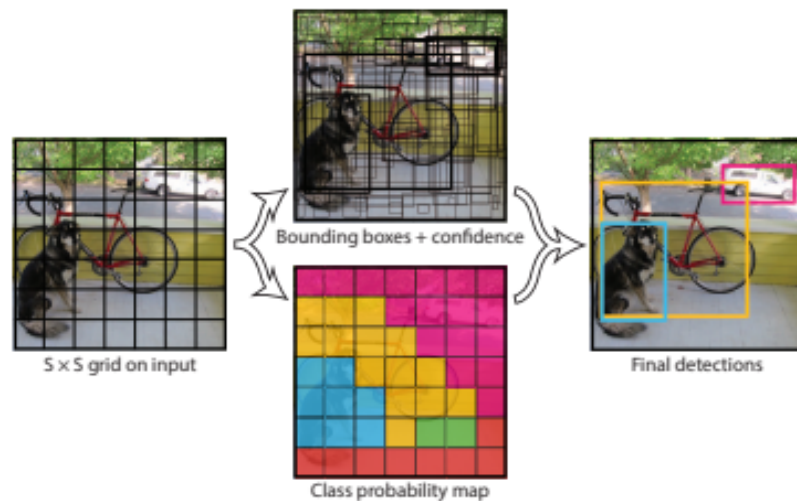 Bounding boxes + confidence
S × S grid on input
Final detections
Class probability map